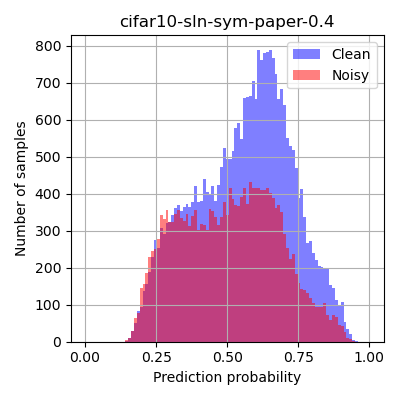 cifar10-sln-sym-paper-0.4
Clean
Noisy
Number of samples
800
700
600
500
400
300
200
100
0
0.00 0.25 0.50 0.75 1.00
Prediction probability